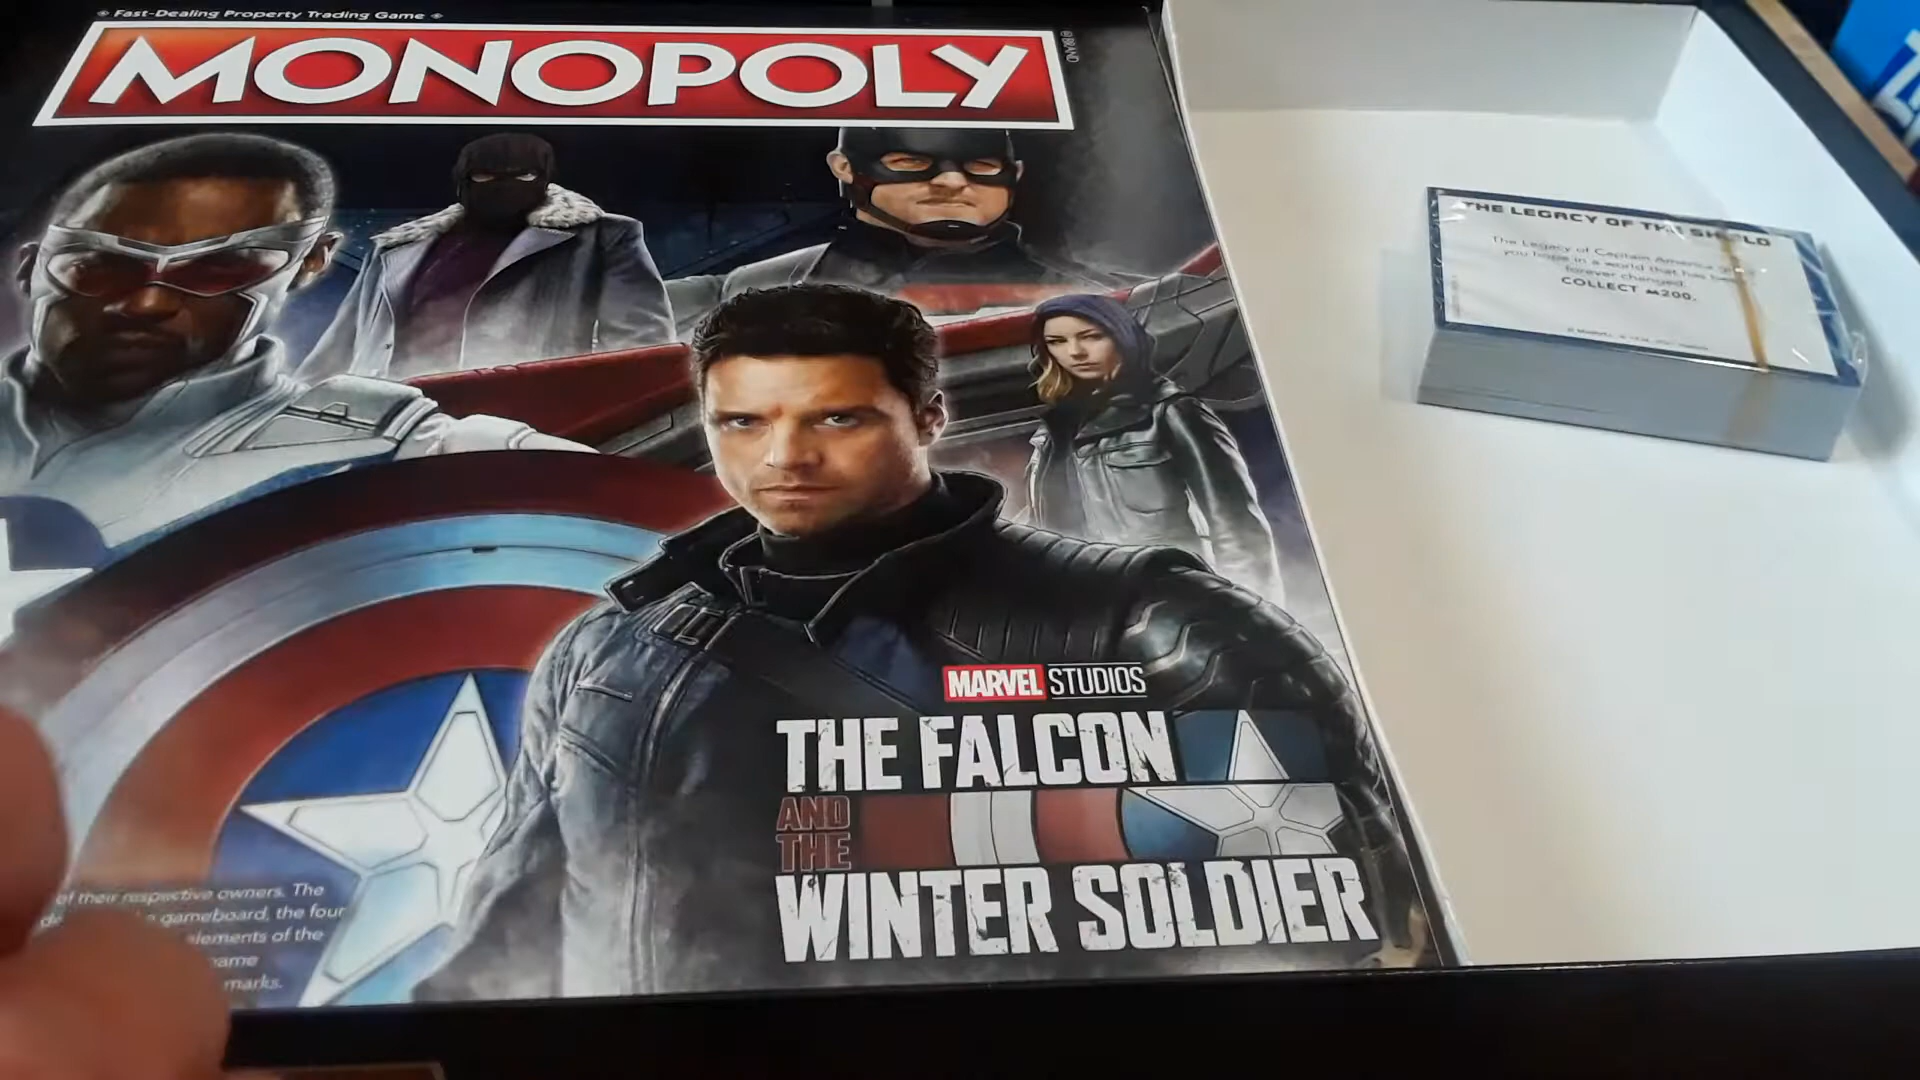 Fast-Dealing Property Trading Game
MONOPOLY
BRAND
THE LEGACY OF THE SHIELD
The Legacy of Captain America
you hope in a world that has
forever changed.
COLLECT 200.
MARVEL STUDIOS
THE FALCON
AND
THE
WINTER SOLDIER
of their respective owners. The
gameboard, the four
elements of the
marks.